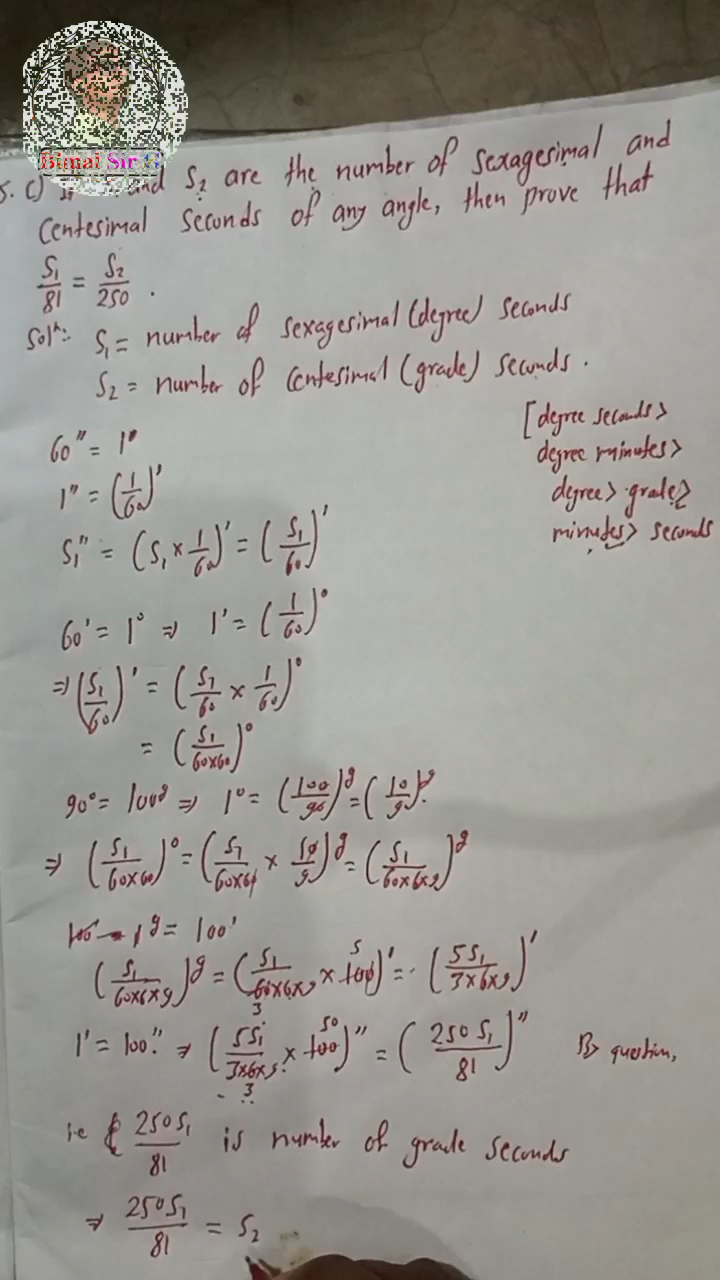 Bimal Sir G
5. c) and S₂ are the number of sexagesimal and
centesimal seconds of any angle, then prove that
S₁/81 = S₂/250 .
Solⁿ: S₁ = number of sexagesimal (degree) seconds
S₂ = number of centesimal (grade) seconds .
[degree seconds>
degree minutes>
degree> grade>
minutes> seconds
60" = 1'
1" = (1/60)'
S₁" = (S₁ × 1/60)' = (S₁/60)'
60' = 1° ⇒ 1' = (1/60)°
⇒ (S₁/60)' = (S₁/60 × 1/60)°
= (S₁/60×60)°
90° = 100g ⇒ 1° = (100/90)g = (10/9)g
⇒ (S₁/60×60)° = (S₁/60×60 × 10/9)g = (S₁/60×6×9)g
1g = 100'
(S₁/60×6×9)g = (S₁/60×6×9 × 100)' = (5S₁/3×6×9)'
1' = 100" ⇒ (5S₁/3×6×9 × 100)" = (250S₁/81)" By question,
i.e 250S₁/81 is number of grade seconds
⇒ 250S₁/81 = S₂